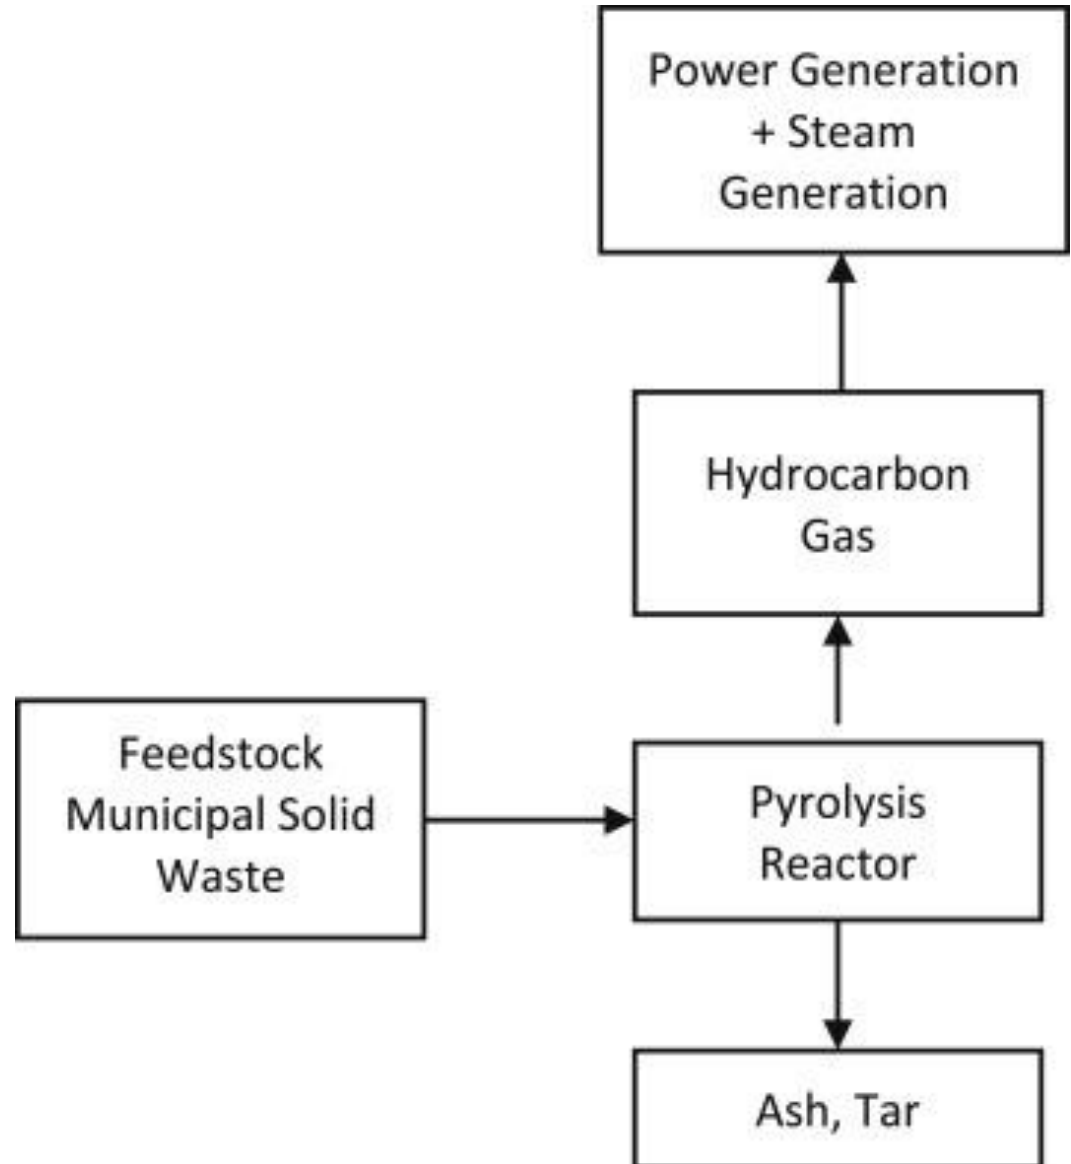 Power Generation
+ Steam
Generation
Hydrocarbon
Gas
Feedstock
Municipal Solid
Waste
Pyrolysis
Reactor
Ash, Tar